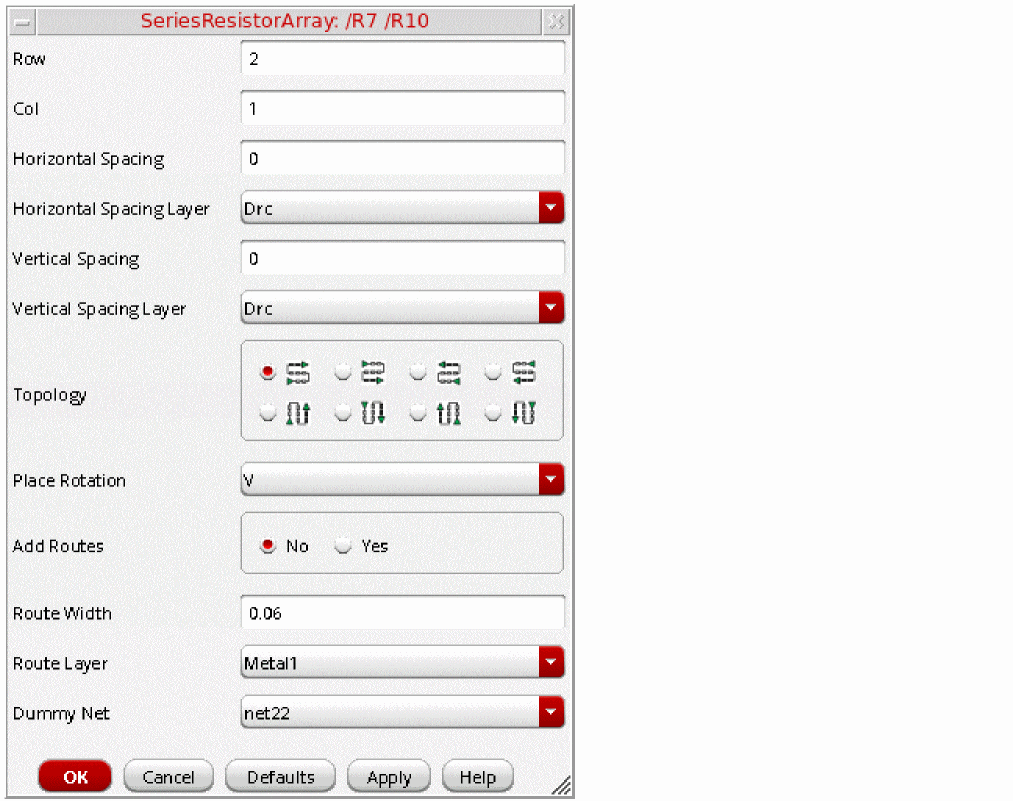 SeriesResistorArray: /R7 /R10
Row 2
Col 1
Horizontal Spacing 0
Horizontal Spacing Layer Drc
Vertical Spacing 0
Vertical Spacing Layer Drc
Topology
Place Rotation V
Add Routes No Yes
Route Width 0.06
Route Layer Metal1
Dummy Net net22
OK Cancel Defaults Apply Help